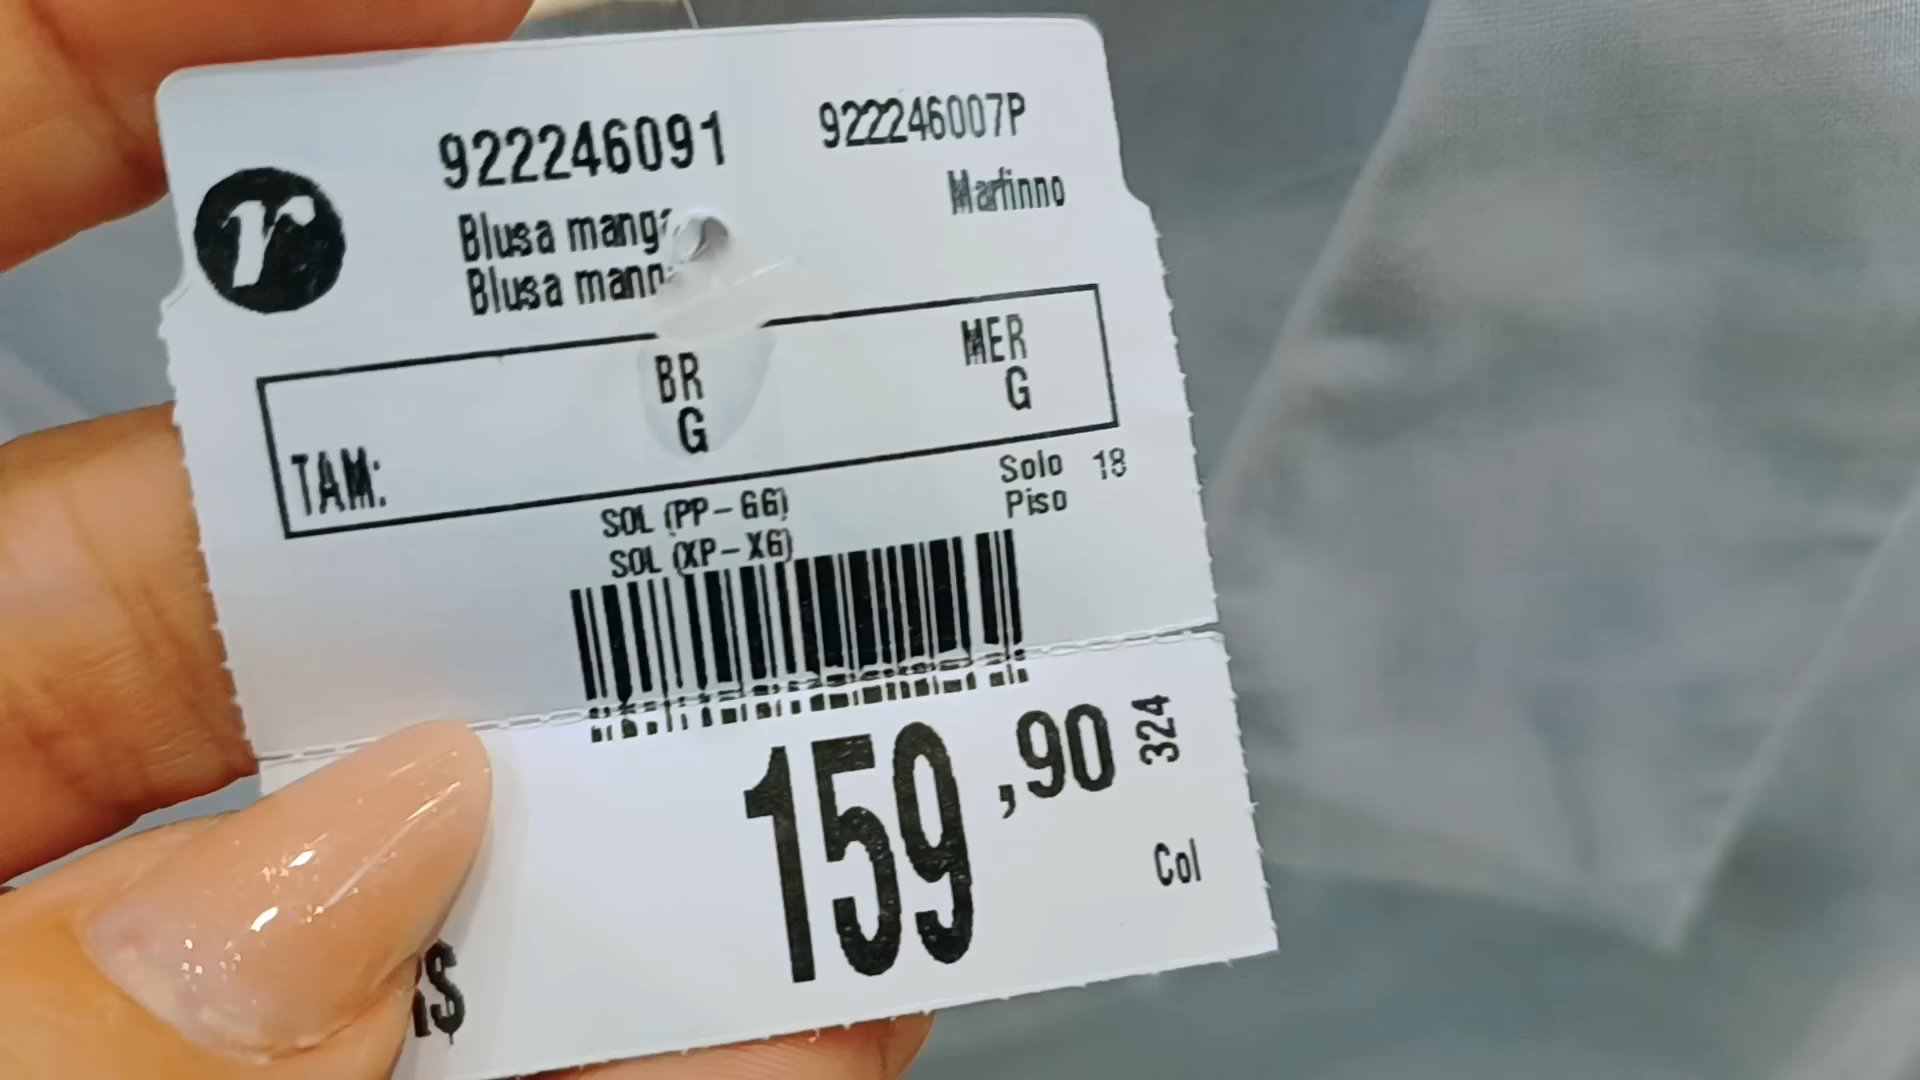 922246091 922246007P
r
Blusa manga Marfinno
Blusa man
BR MER
G G
TAM:
Solo 18
SOL (PP-GG) Piso
SOL (XP-XG)
,90 324
159
Col
R$